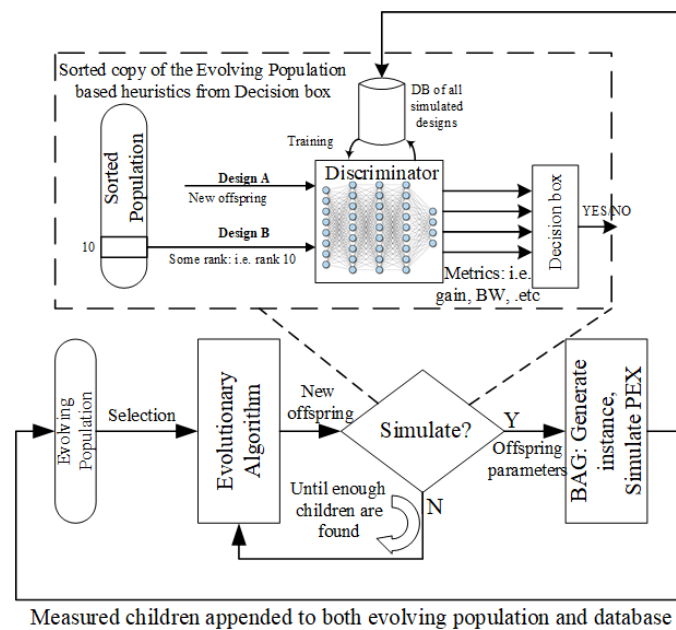 Sorted copy of the Evolving Population
based heuristics from Decision box
DB of all
simulated
designs
Training
Sorted
Population
10
Design A
New offspring
Design B
Some rank: i.e. rank 10
Discriminator
Metrics: i.e.
gain, BW, .etc
Decision box
YES/NO
Evolving
Population
Selection
Evolutionary
Algorithm
New
offspring
Simulate?
Y
Offspring
parameters
N
Until enough
children are
found
BAG: Generate
instance,
Simulate PEX
Measured children appended to both evolving population and database